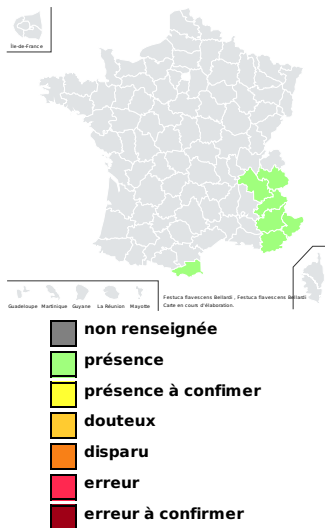 Île-de-France
Guadeloupe Martinique Guyane La Réunion Mayotte
Festuca flavescens Bellardi , Festuca flavescens Bellardi
Carte en cours d'élaboration.
non renseignée
présence
présence à confimer
douteux
disparu
erreur
erreur à confirmer